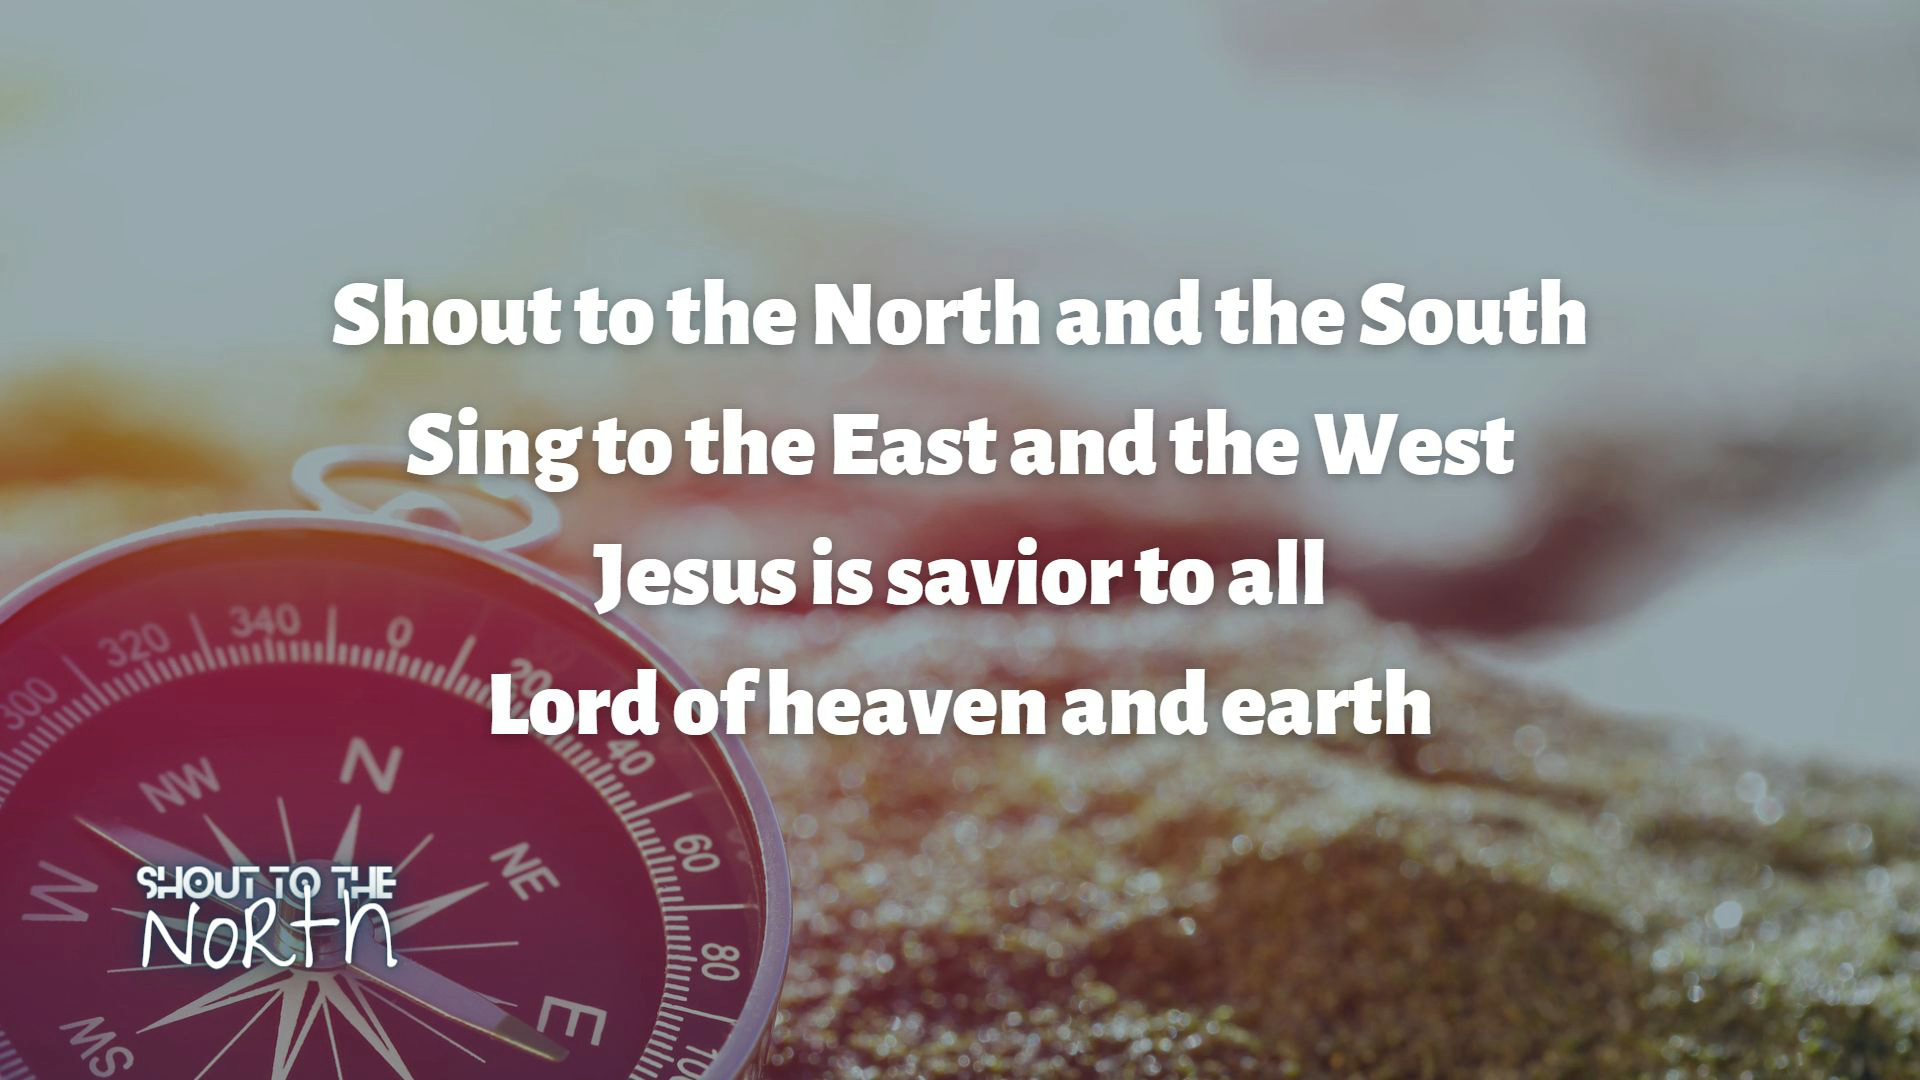 Shout to the North and the South
Sing to the East and the West
Jesus is savior to all
Lord of heaven and earth
300
320
340
0
20
40
60
80
NW
N
NE
W
E
SW
SHOUT TO THE
NORTH